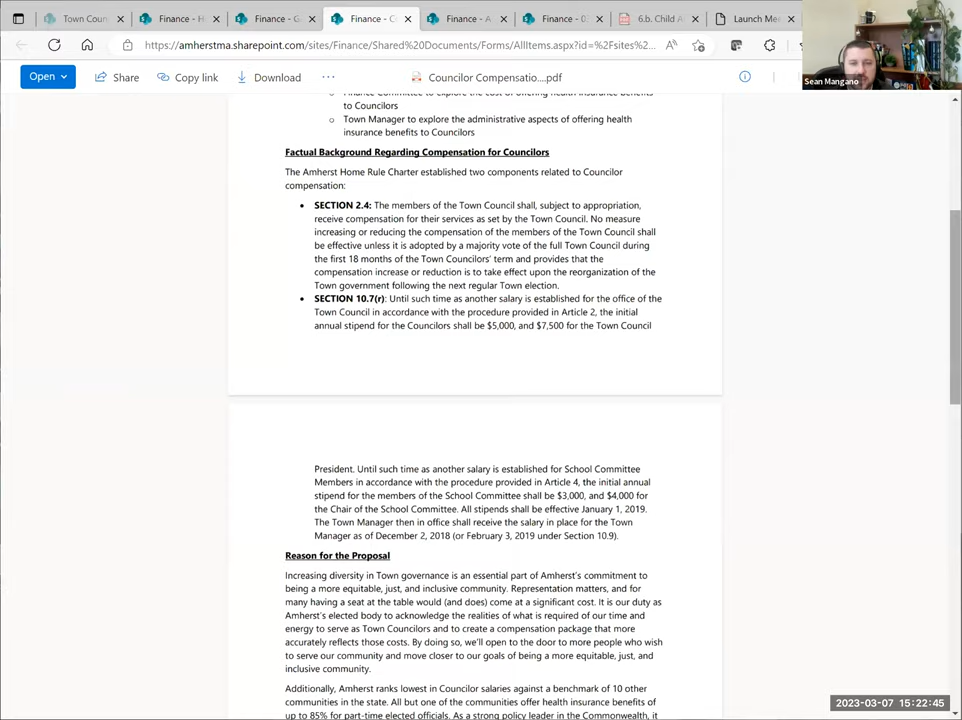 Town Coun
Finance - H
Finance - G
Finance - C
Finance - A
Finance - 0
6.b. Child A
Launch Me
https://amherstma.sharepoint.com/sites/Finance/Shared%20Documents/Forms/AllItems.aspx?id=%2Fsites%2...
Open
Share
Copy link
Download
Councilor Compensatio....pdf
Sean Mangano
Finance Committee to explore the cost of offering health insurance benefits
to Councilors
○ Town Manager to explore the administrative aspects of offering health
insurance benefits to Councilors
Factual Background Regarding Compensation for Councilors
The Amherst Home Rule Charter established two components related to Councilor
compensation:
• SECTION 2.4: The members of the Town Council shall, subject to appropriation,
receive compensation for their services as set by the Town Council. No measure
increasing or reducing the compensation of the members of the Town Council shall
be effective unless it is adopted by a majority vote of the full Town Council during
the first 18 months of the Town Councilors' term and provides that the
compensation increase or reduction is to take effect upon the reorganization of the
Town government following the next regular Town election.
• SECTION 10.7(r): Until such time as another salary is established for the office of the
Town Council in accordance with the procedure provided in Article 2, the initial
annual stipend for the Councilors shall be $5,000, and $7,500 for the Town Council
President. Until such time as another salary is established for School Committee
Members in accordance with the procedure provided in Article 4, the initial annual
stipend for the members of the School Committee shall be $3,000, and $4,000 for
the Chair of the School Committee. All stipends shall be effective January 1, 2019.
The Town Manager then in office shall receive the salary in place for the Town
Manager as of December 2, 2018 (or February 3, 2019 under Section 10.9).
Reason for the Proposal
Increasing diversity in Town governance is an essential part of Amherst's commitment to
being a more equitable, just, and inclusive community. Representation matters, and for
many having a seat at the table would (and does) come at a significant cost. It is our duty as
Amherst's elected body to acknowledge the realities of what is required of our time and
energy to serve as Town Councilors and to create a compensation package that more
accurately reflects those costs. By doing so, we'll open to the door to more people who wish
to serve our community and move closer to our goals of being a more equitable, just, and
inclusive community.
Additionally, Amherst ranks lowest in Councilor salaries against a benchmark of 10 other
communities in the state. All but one of the communities offer health insurance benefits of
up to 85% for part-time elected officials. As a strong policy leader in the Commonwealth, it
2023-03-07 15:22:45